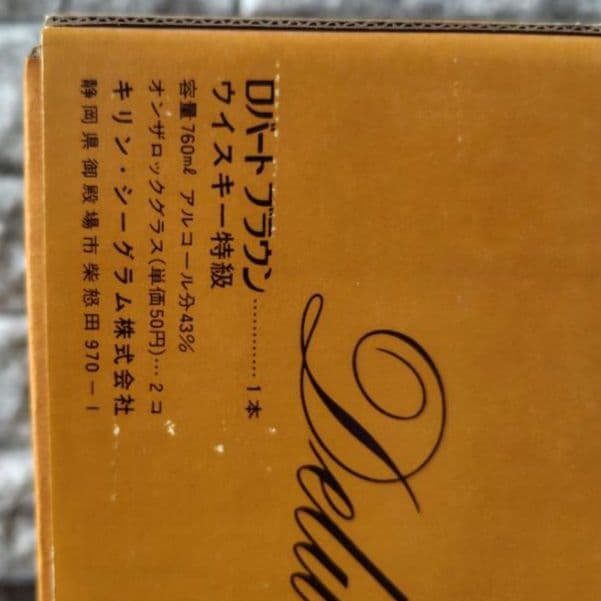 ロバート ブラウン…………1本
ウイスキー特級
容量760㎖ アルコール分43%
オンザロックグラス(単価50円)…2コ
キリン・シーグラム株式会社
静岡県御殿場市柴怒田970－1